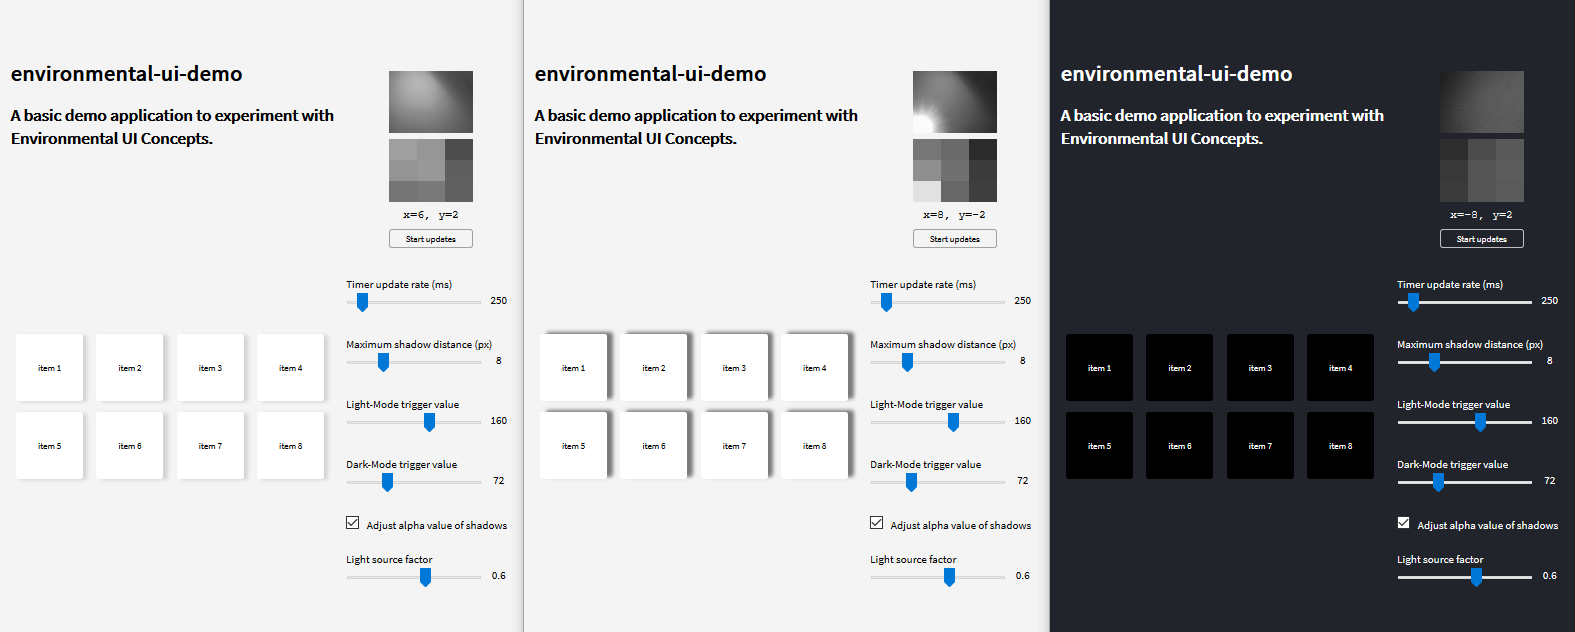 environmental-ui-demo
A basic demo application to experiment with
Environmental UI Concepts.
x=6, y=2
Start updates
Timer update rate (ms)
250
Maximum shadow distance (px)
8
Light-Mode trigger value
160
Dark-Mode trigger value
72
Adjust alpha value of shadows
Light source factor
0.6
item 1
item 2
item 3
item 4
item 5
item 6
item 7
item 8
environmental-ui-demo
A basic demo application to experiment with
Environmental UI Concepts.
x=8, y=-2
Start updates
Timer update rate (ms)
250
Maximum shadow distance (px)
8
Light-Mode trigger value
160
Dark-Mode trigger value
72
Adjust alpha value of shadows
Light source factor
0.6
item 1
item 2
item 3
item 4
item 5
item 6
item 7
item 8
environmental-ui-demo
A basic demo application to experiment with
Environmental UI Concepts.
x=-8, y=2
Start updates
Timer update rate (ms)
250
Maximum shadow distance (px)
8
Light-Mode trigger value
160
Dark-Mode trigger value
72
Adjust alpha value of shadows
Light source factor
0.6
item 1
item 2
item 3
item 4
item 5
item 6
item 7
item 8